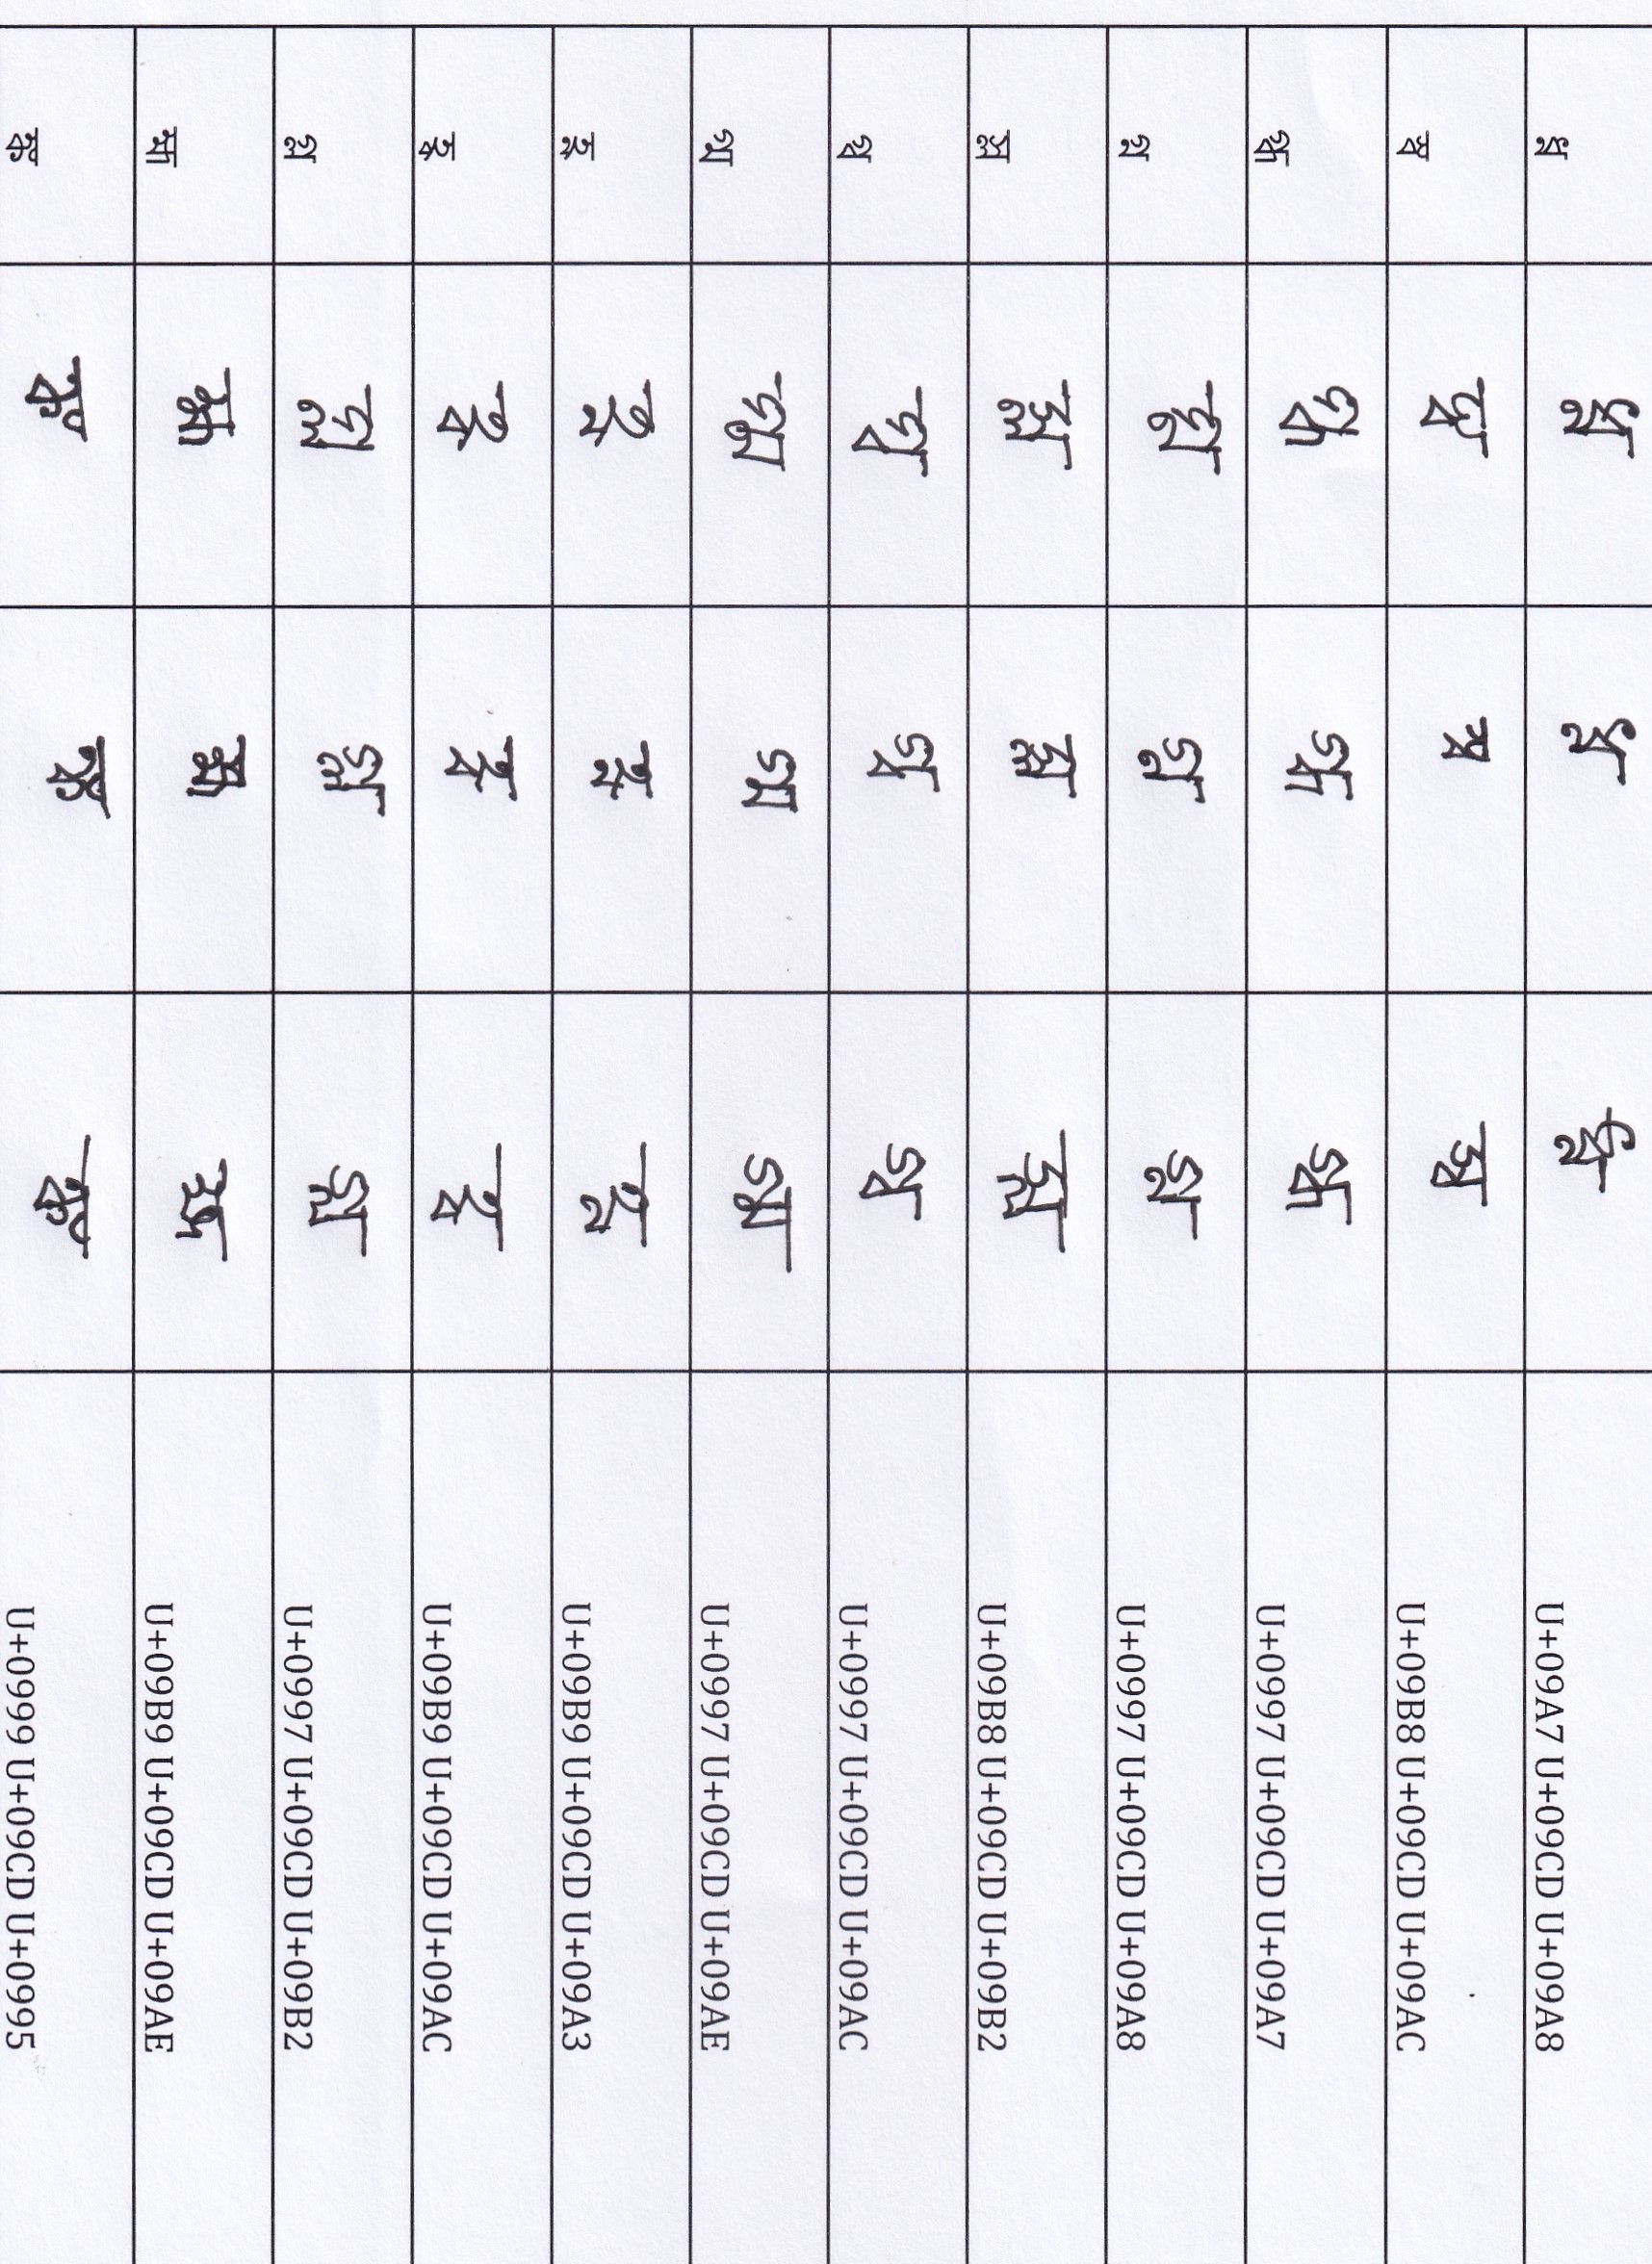 ধ্ন ধ্ন ধ্ন ধ্ন U+09A7 U+09CD U+09A8
স্ব স্ব স্ব স্ব U+09B8 U+09CD U+09AC
গ্ধ গ্ধ গ্ধ গ্ধ U+0997 U+09CD U+09A7
গ্ন গ্ন গ্ন গ্ন U+0997 U+09CD U+09A8
স্ল স্ল স্ল স্ল U+09B8 U+09CD U+09B2
গ্ব গ্ব গ্ব গ্ব U+0997 U+09CD U+09AC
গ্ম গ্ম গ্ম গ্ম U+0997 U+09CD U+09AE
হ্ণ হ্ণ হ্ণ হ্ণ U+09B9 U+09CD U+09A3
হ্ব হ্ব হ্ব হ্ব U+09B9 U+09CD U+09AC
গ্ল গ্ল গ্ল গ্ল U+0997 U+09CD U+09B2
হ্ম হ্ম হ্ম হ্ম U+09B9 U+09CD U+09AE
ঙ্ক ঙ্ক ঙ্ক ঙ্ক U+0999 U+09CD U+0995